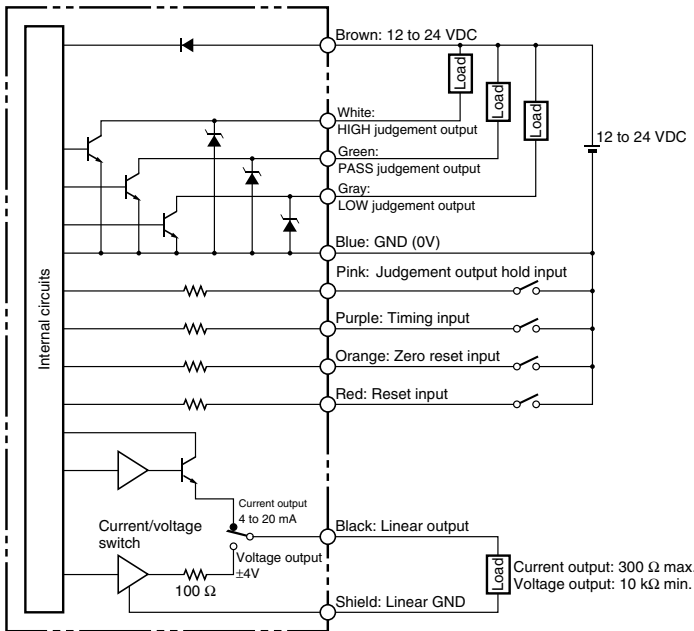 Brown: 12 to 24 VDC
Load
Load
Load
White:
HIGH judgement output
12 to 24 VDC
Green:
PASS judgement output
Gray:
LOW judgement output
Blue: GND (0V)
Pink: Judgement output hold input
Purple: Timing input
Internal circuits
Orange: Zero reset input
Red: Reset input
Current output
4 to 20 mA
Current/voltage
switch
Black: Linear output
Voltage output
±4V
100 Ω
Load
Current output: 300 Ω max.
Voltage output: 10 kΩ min.
Shield: Linear GND